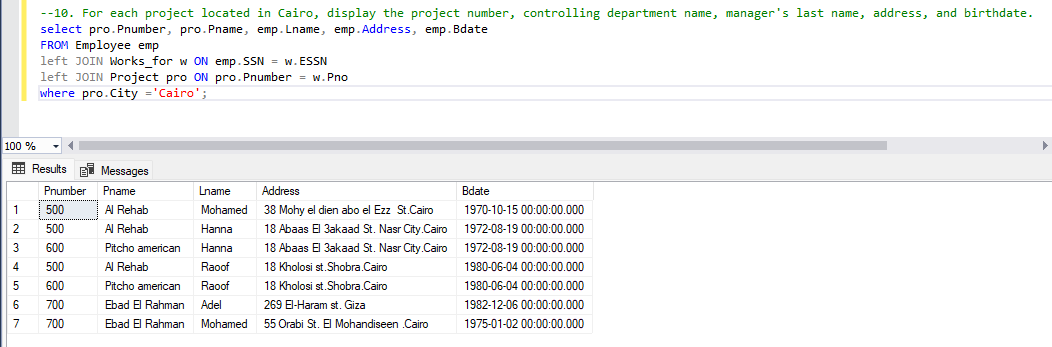 --10. For each project located in Cairo, display the project number, controlling department name, manager's last name, address, and birthdate.
select pro.Pnumber, pro.Pname, emp.Lname, emp.Address, emp.Bdate
FROM Employee emp
left JOIN Works_for w ON emp.SSN = w.ESSN
left JOIN Project pro ON pro.Pnumber = w.Pno
where pro.City ='Cairo';
100 %
Results Messages
Pnumber Pname Lname Address Bdate
1 500 Al Rehab Mohamed 38 Mohy el dien abo el Ezz  St.Cairo 1970-10-15 00:00:00.000
2 500 Al Rehab Hanna 18 Abaas El 3akaad St. Nasr City.Cairo 1972-08-19 00:00:00.000
3 600 Pitcho american Hanna 18 Abaas El 3akaad St. Nasr City.Cairo 1972-08-19 00:00:00.000
4 500 Al Rehab Raoof 18 Kholosi st.Shobra.Cairo 1980-06-04 00:00:00.000
5 600 Pitcho american Raoof 18 Kholosi st.Shobra.Cairo 1980-06-04 00:00:00.000
6 700 Ebad El Rahman Adel 269 El-Haram st. Giza 1982-12-06 00:00:00.000
7 700 Ebad El Rahman Mohamed 55 Orabi St. El Mohandiseen .Cairo 1975-01-02 00:00:00.000